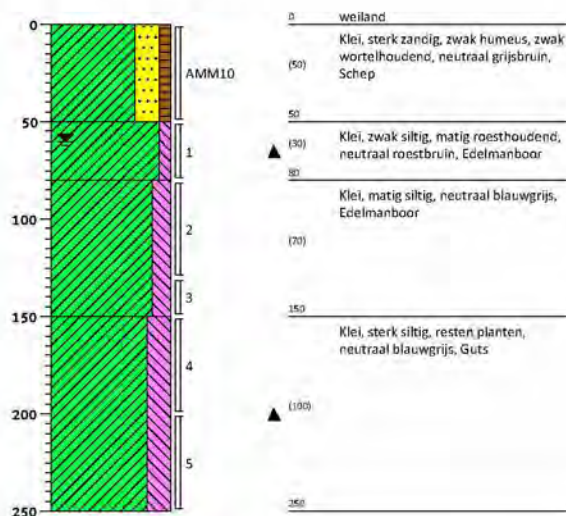 0
50
100
150
200
250
AMM10
1
2
3
4
5
0 weiland
(50) Klei, sterk zandig, zwak humeus, zwak
wortelhoudend, neutraal grijsbruin,
Schep
50
(30) Klei, zwak siltig, matig roesthoudend,
neutraal roestbruin, Edelmanboor
80
Klei, matig siltig, neutraal blauwgrijs,
Edelmanboor
(70)
150
Klei, sterk siltig, resten planten,
neutraal blauwgrijs, Guts
(100)
250